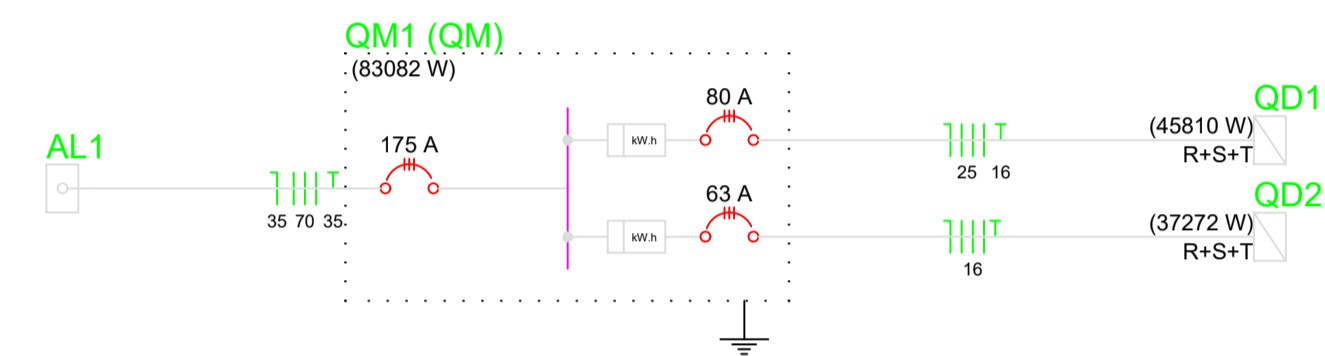 QM1 (QM)
(83082 W)
AL1
175 A
35 70 35
kW.h
80 A
25 16
(45810 W)
R+S+T
QD1
kW.h
63 A
16
(37272 W)
R+S+T
QD2